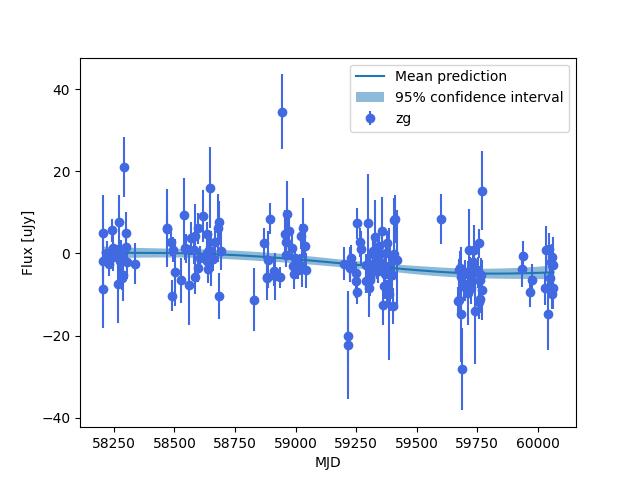 Mean prediction
95% confidence interval
zg
Flux [uJy]
40
20
0
−20
−40
58250 58500 58750 59000 59250 59500 59750 60000
MJD